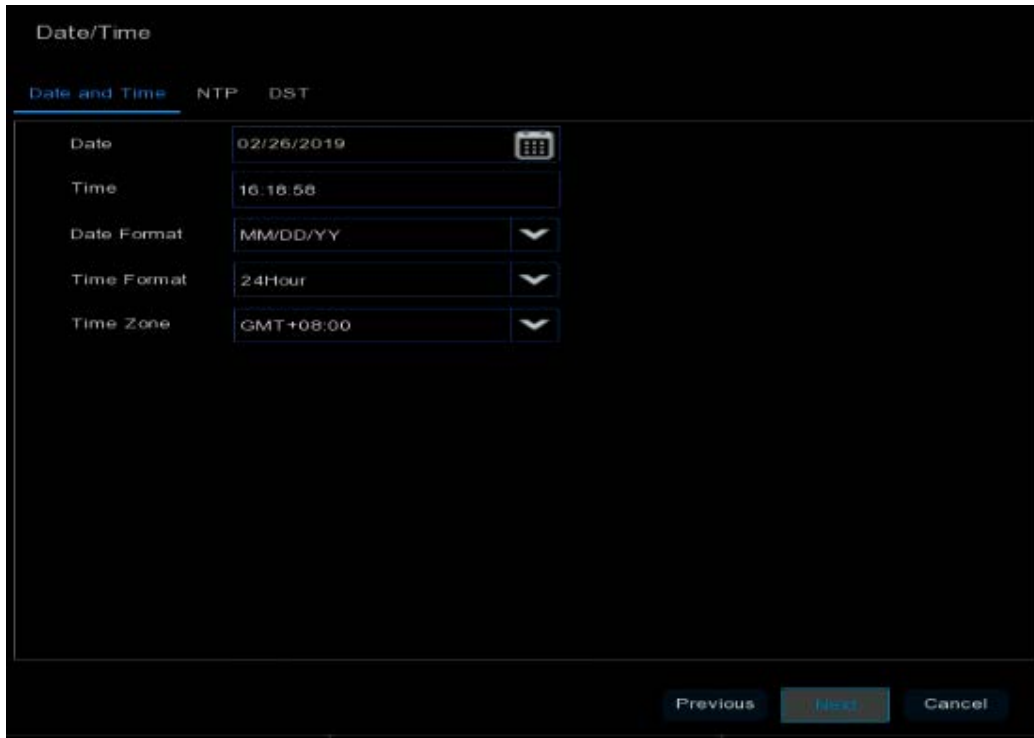 Date/Time
Date and Time NTP DST
Date 02/26/2019
Time 16:18:58
Date Format MM/DD/YY
Time Format 24Hour
Time Zone GMT+08:00
Previous Next Cancel